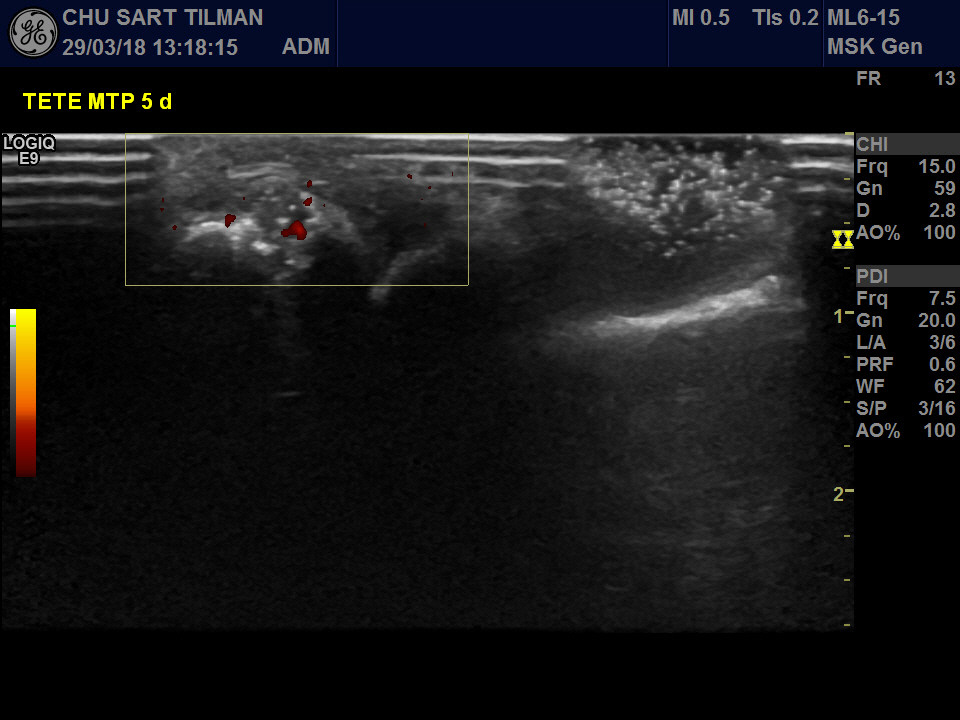 GE
CHU SART TILMAN
29/03/18 13:18:15 ADM
MI 0.5 TIs 0.2
ML6-15
MSK Gen
TETE MTP 5 d
LOGIQ
E9
FR 13
CHI
Frq 15.0
Gn 59
D 2.8
AO% 100
PDI
Frq 7.5
Gn 20.0
L/A 3/6
PRF 0.6
WF 62
S/P 3/16
AO% 100
1
2